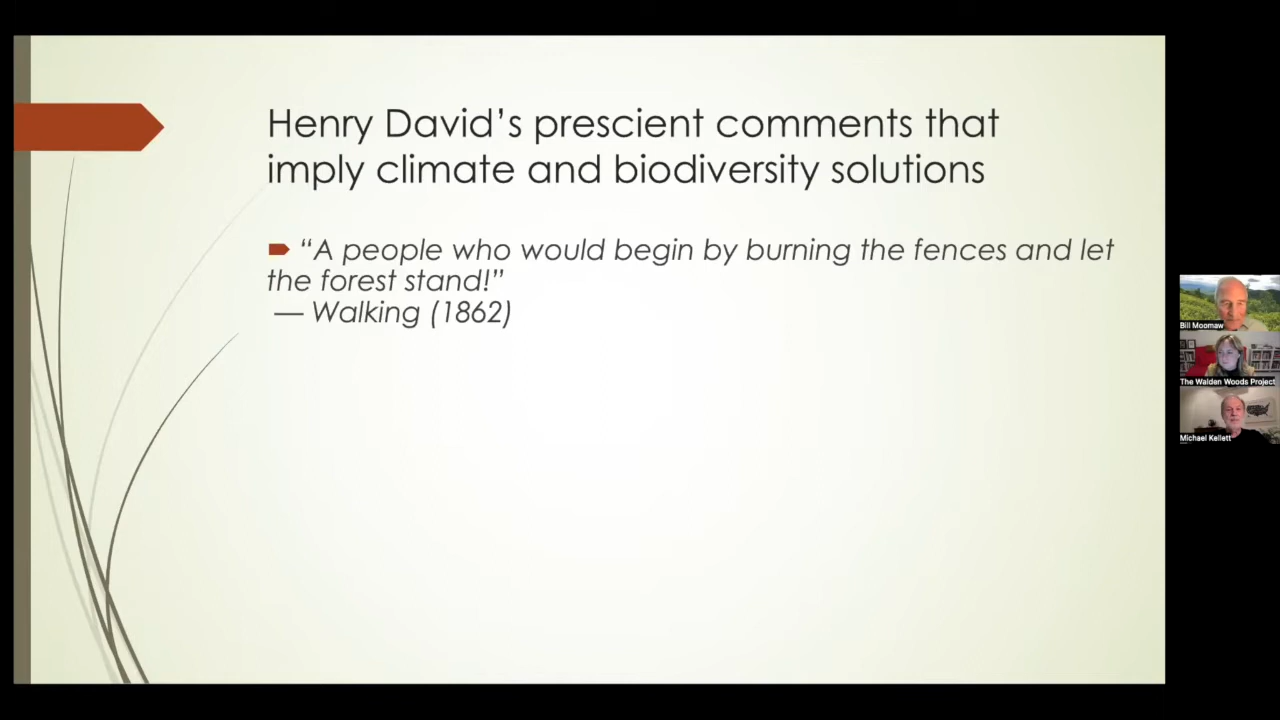 Henry David’s prescient comments that
imply climate and biodiversity solutions
“A people who would begin by burning the fences and let
the forest stand!”
— Walking (1862)
Bill Moomaw
The Walden Woods Project
Michael Kellett